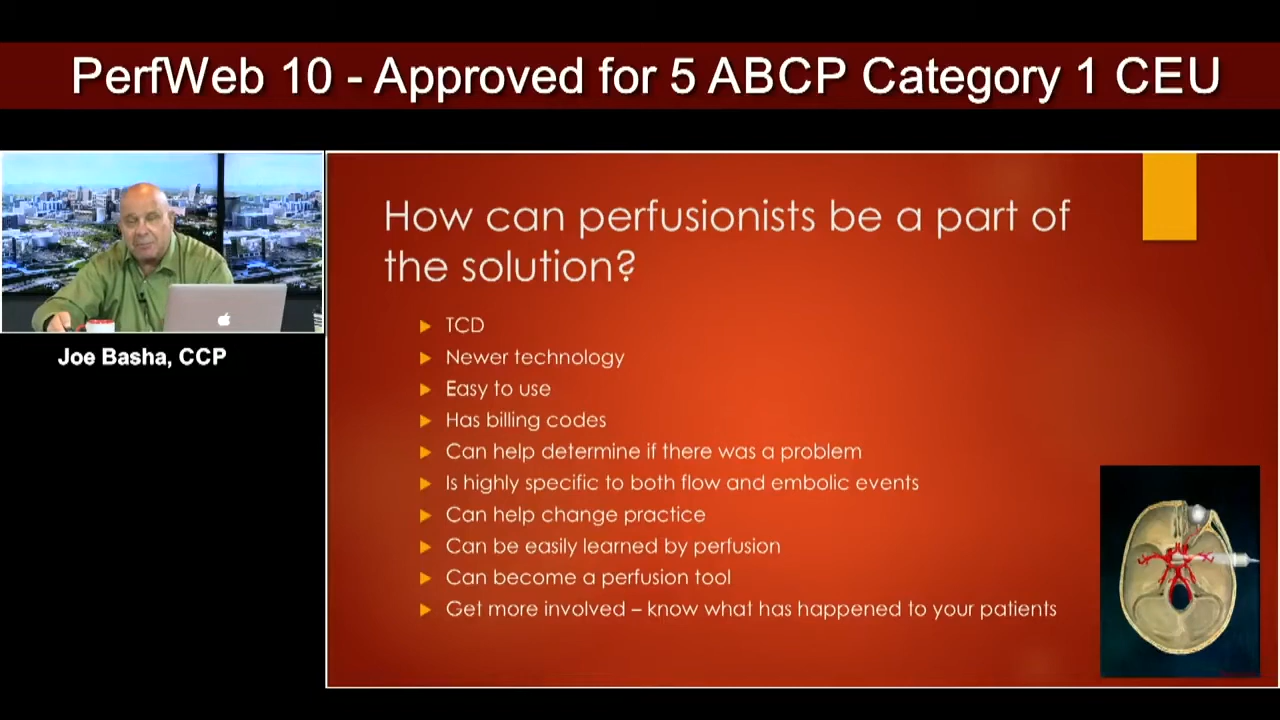 PerfWeb 10 - Approved for 5 ABCP Category 1 CEU
Joe Basha, CCP
How can perfusionists be a part of
the solution?
TCD
Newer technology
Easy to use
Has billing codes
Can help determine if there was a problem
Is highly specific to both flow and embolic events
Can help change practice
Can be easily learned by perfusion
Can become a perfusion tool
Get more involved – know what has happened to your patients